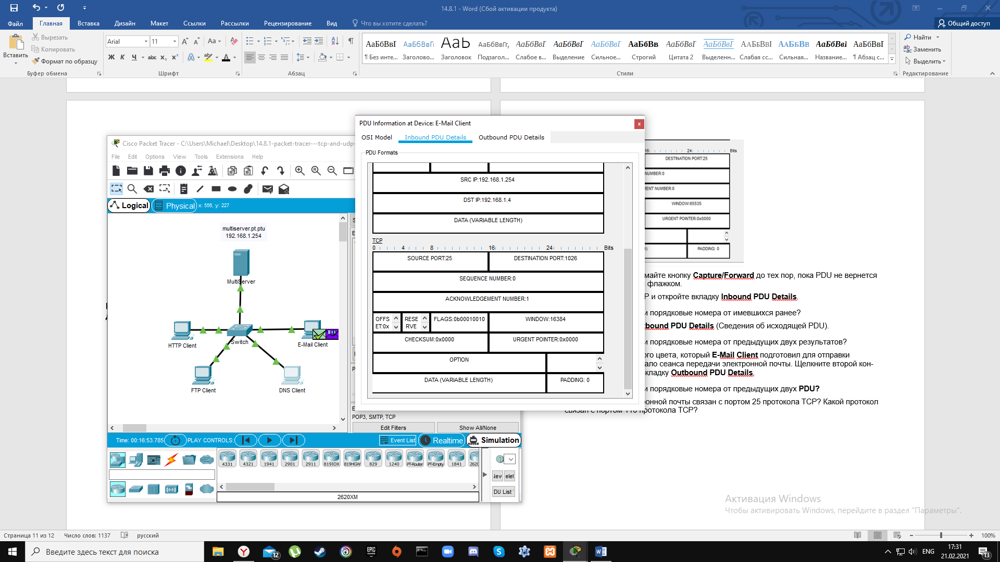 14.8.1 - Word (Сбой активации продукта)
Файл Главная Вставка Дизайн Макет Ссылки Рассылки Рецензирование Вид Что вы хотите сделать? Общий доступ
Вставить
Вырезать
Копировать
Формат по образцу
Буфер обмена
Arial 11
Ж К Ч abc x₂ x²
Шрифт
Абзац
АаБбВвГ АаБбВвГг АаБ АаБбВвГг, АаБбВвГ АаБбВвГ АаБбВвГ АаБбВв. АаБбВвГ АаБбВвГ АаБбВвГ АаБбВв АаБбВвГ АаБбВвГ
¶ Без инте... Заголово... Заголовок Подзагол... Слабое в... Выделение Сильное... Строгий Цитата 2 Выделенн... Слабая сс... Сильная... Название... ¶ Абзац с...
Стили
Найти
Заменить
Выделить
Редактирование
Cisco Packet Tracer - C:\Users\Michael\Desktop\14.8.1-packet-tracer---tcp-and-udp-
File Edit Options View Tools Extensions Help
Logical Physical x: 556, y: 227
multiserver.pt.ptu
192.168.1.254
MultiServer
HTTP Client
Switch
E-Mail Client
FTP Client
DNS Client
POP3, SMTP, TCP
Edit Filters Show All/None
Time: 00:16:53.785 PLAY CONTROLS: Event List Realtime Simulation
4331 4321 1941 2901 2911 819IOX 819HGW 829 1240 PT-Router PT-Empty 1841 2620
2620XM
DU List
PDU Information at Device: E-Mail Client
OSI Model Inbound PDU Details Outbound PDU Details
PDU Formats
SRC IP:192.168.1.254
DST IP:192.168.1.4
DATA (VARIABLE LENGTH)
TCP
0 4 8 16 24 Bits
SOURCE PORT:25 DESTINATION PORT:1026
SEQUENCE NUMBER:0
ACKNOWLEDGEMENT NUMBER:1
OFFS
ET:0x RESE
RVE FLAGS:0b00010010 WINDOW:16384
CHECKSUM:0x0000 URGENT POINTER:0x0000
OPTION
DATA (VARIABLE LENGTH) PADDING: 0
16 24 Bits
DESTINATION PORT:25
NUMBER:0
ENT NUMBER:0
WINDOW:65535
URGENT POINTER:0x0000
PADDING: 0
майте кнопку Capture/Forward до тех пор, пока PDU не вернется
флажком.
P и откройте вкладку Inbound PDU Details.
и порядковые номера от имевшихся ранее?
bound PDU Details (Сведения об исходящей PDU).
и порядковые номера от предыдущих двух результатов?
ого цвета, который E-Mail Client подготовил для отправки
ало сеанса передачи электронной почты. Щелкните второй кон-
кладку Outbound PDU Details.
и порядковые номера от предыдущих двух PDU?
онной почты связан с портом 25 протокола TCP? Какой протокол
связан с портом 110 протокола TCP?
Активация Windows
Чтобы активировать Windows, перейдите в раздел "Параметры".
Страница 11 из 12 Число слов: 1137 русский 100%
Введите здесь текст для поиска
12
EPIC GAMES
ENG
17:31
21.02.2021
13